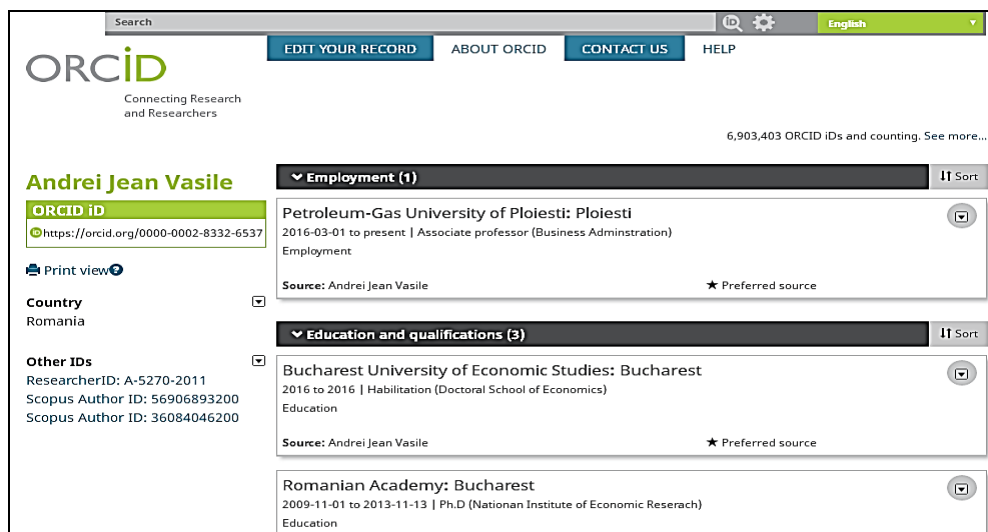 Search
English
EDIT YOUR RECORD ABOUT ORCID CONTACT US HELP
ORCiD
Connecting Research
and Researchers
6,903,403 ORCID iDs and counting. See more...
Andrei Jean Vasile
ORCID iD
https://orcid.org/0000-0002-8332-6537
Print view
Country
Romania
Other IDs
ResearcherID: A-5270-2011
Scopus Author ID: 56906893200
Scopus Author ID: 36084046200
Employment (1)
Sort
Petroleum-Gas University of Ploiesti: Ploiesti
2016-03-01 to present | Associate professor (Business Adminstration)
Employment
Source: Andrei Jean Vasile ★ Preferred source
Education and qualifications (3)
Sort
Bucharest University of Economic Studies: Bucharest
2016 to 2016 | Habilitation (Doctoral School of Economics)
Education
Source: Andrei Jean Vasile ★ Preferred source
Romanian Academy: Bucharest
2009-11-01 to 2013-11-13 | Ph.D (Nationan Institute of Economic Reserach)
Education